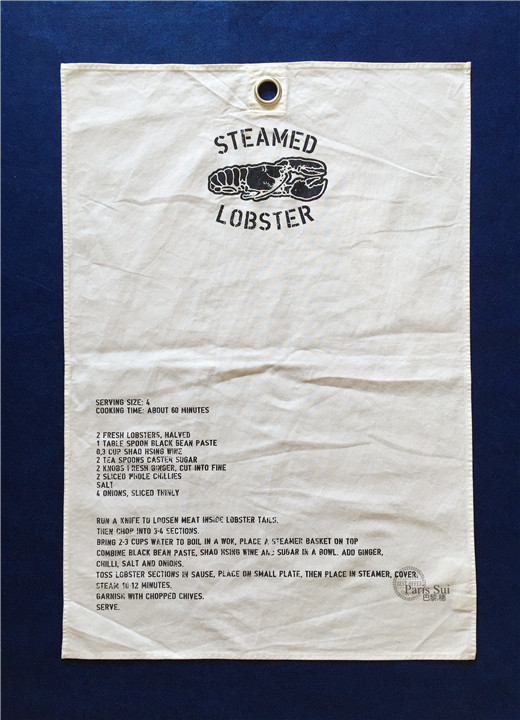 STEAMED
LOBSTER
SERVING SIZE: 4
COOKING TIME: ABOUT 60 MINUTES
2 FRESH LOBSTERS, HALVED
1 TABLE SPOON BLACK BEAN PASTE
0,3 CUP SHAO HSING WINE
2 TEA SPOONS CASTER SUGAR
2 KNOBS FRESH GINGER, CUT INTO FINE
2 SLICED WHOLE CHILLIES
SALT
4 ONIONS, SLICED THINLY
RUN A KNIFE TO LOOSEN MEAT INSIDE LOBSTER TAILS.
THEN CHOP INTO 3-4 SECTIONS.
BRING 2-3 CUPS WATER TO BOIL IN A WOK, PLACE A STEAMER BASKET ON TOP
COMBINE BLACK BEAN PASTE, SHAO HSING WINE AND SUGAR IN A BOWL. ADD GINGER,
CHILLI, SALT AND ONIONS.
TOSS LOBSTER SECTIONS IN SAUSE, PLACE ON SMALL PLATE, THEN PLACE IN STEAMER, COVER.
STEAM 10-12 MINUTES.
GARNISH WITH CHOPPED CHIVES.
SERVE.
Paris Sui
巴黎.穗